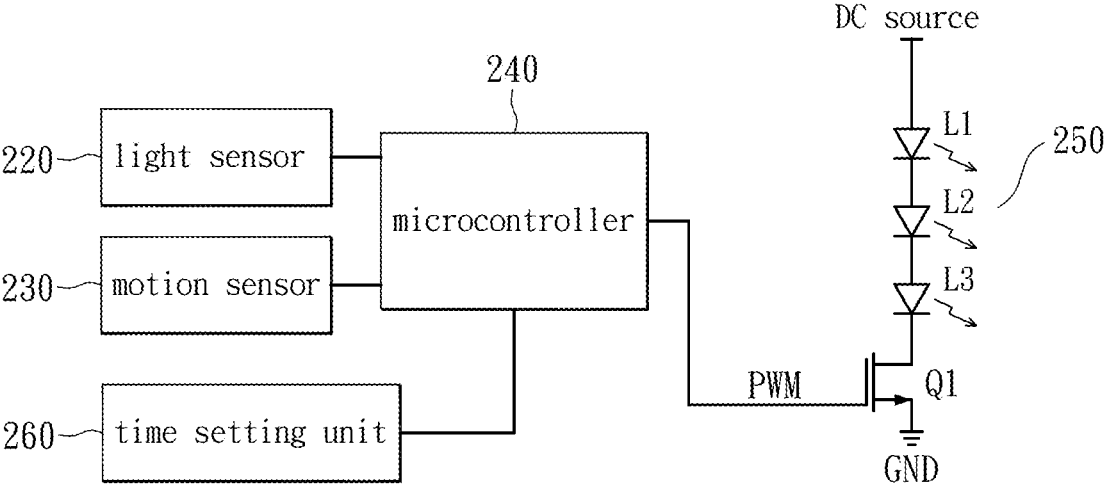 DC source
240
L1
250
220
light sensor
microcontroller
L2
230
motion sensor
L3
PWM
Q1
260
time setting unit
GND